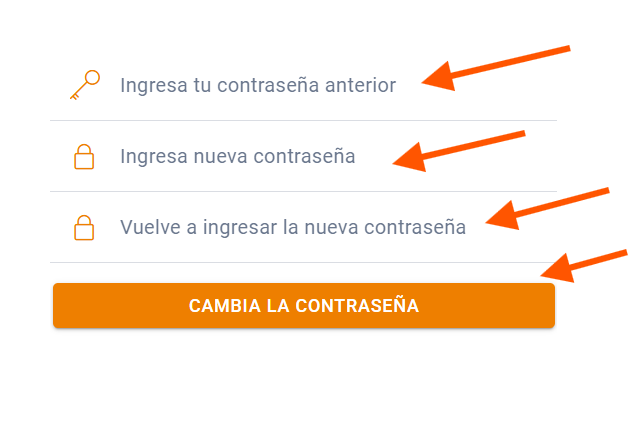 Ingresa tu contraseña anterior
Ingresa nueva contraseña
Vuelve a ingresar la nueva contraseña
CAMBIA LA CONTRASEÑA